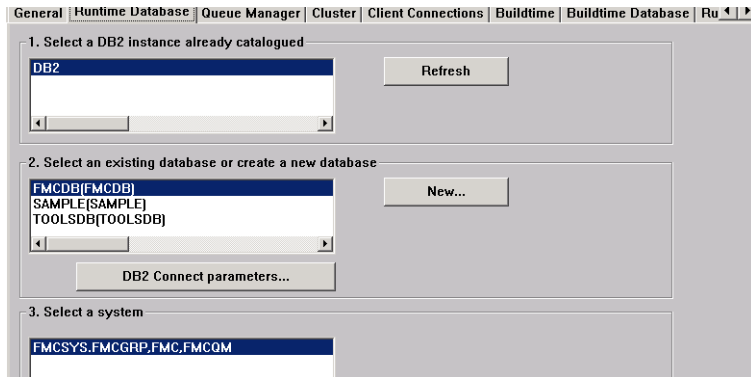 General Runtime Database Queue Manager Cluster Client Connections Buildtime Buildtime Database Ru
1. Select a DB2 instance already catalogued
DB2
Refresh
2. Select an existing database or create a new database
FMCDB(FMCDB)
New...
SAMPLE(SAMPLE)
TOOLSDB(TOOLSDB)
DB2 Connect parameters...
3. Select a system
FMCSYS.FMCGRP,FMC,FMCQM